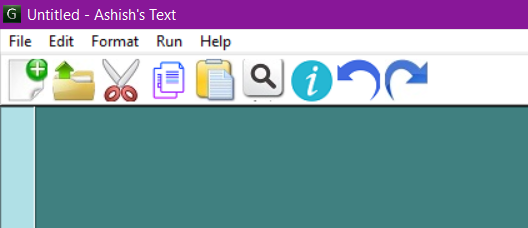 G Untitled - Ashish's Text
File Edit Format Run Help
i